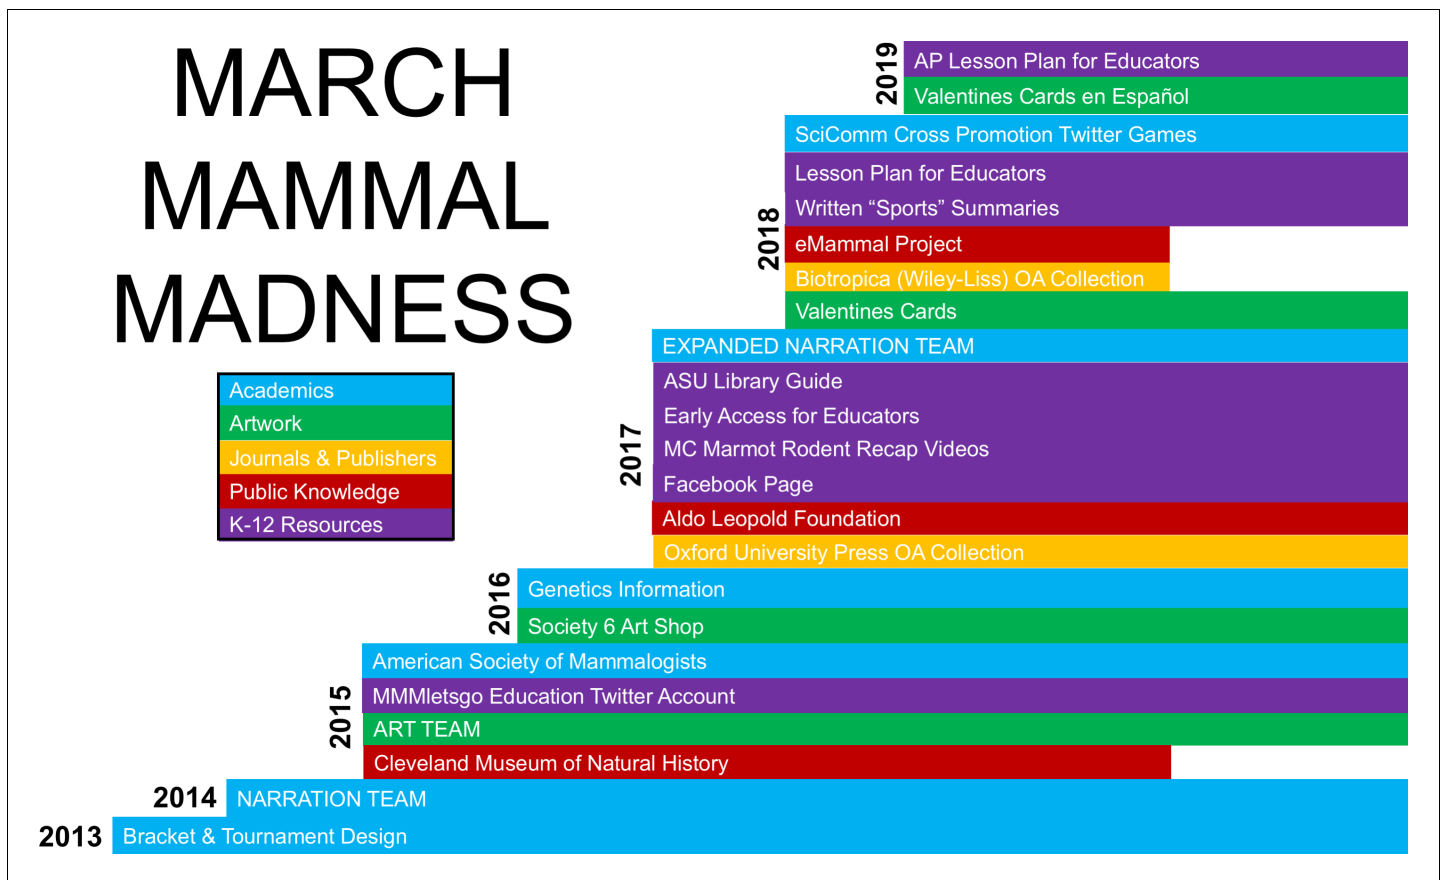 MARCH
MAMMAL
MADNESS
Academics
Artwork
Journals & Publishers
Public Knowledge
K-12 Resources
2019
AP Lesson Plan for Educators
Valentines Cards en Español
2018
SciComm Cross Promotion Twitter Games
Lesson Plan for Educators
Written “Sports” Summaries
eMammal Project
Biotropica (Wiley-Liss) OA Collection
Valentines Cards
2017
EXPANDED NARRATION TEAM
ASU Library Guide
Early Access for Educators
MC Marmot Rodent Recap Videos
Facebook Page
Aldo Leopold Foundation
Oxford University Press OA Collection
2016
Genetics Information
Society 6 Art Shop
2015
American Society of Mammalogists
MMMletsgo Education Twitter Account
ART TEAM
Cleveland Museum of Natural History
2014 NARRATION TEAM
2013 Bracket & Tournament Design